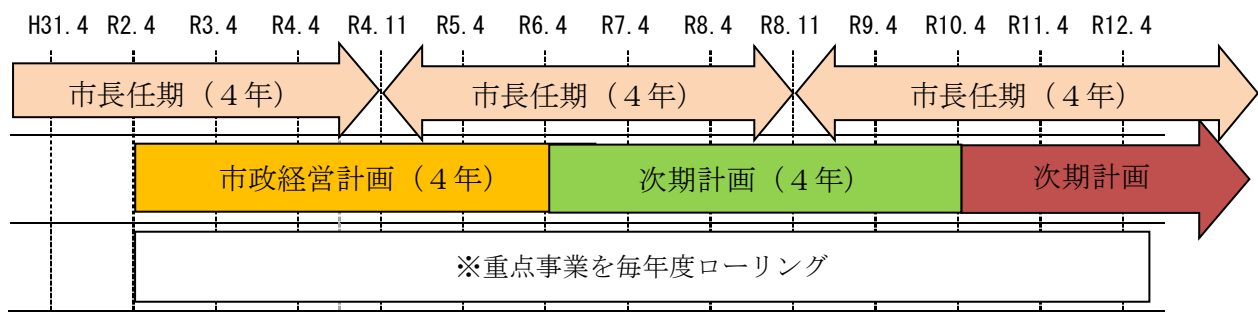 H31.4 R2.4 R3.4 R4.4 R4.11 R5.4 R6.4 R7.4 R8.4 R8.11 R9.4 R10.4 R11.4 R12.4
市長任期（４年） 市長任期（４年） 市長任期（４年）
市政経営計画（４年） 次期計画（４年） 次期計画
※重点事業を毎年度ローリング